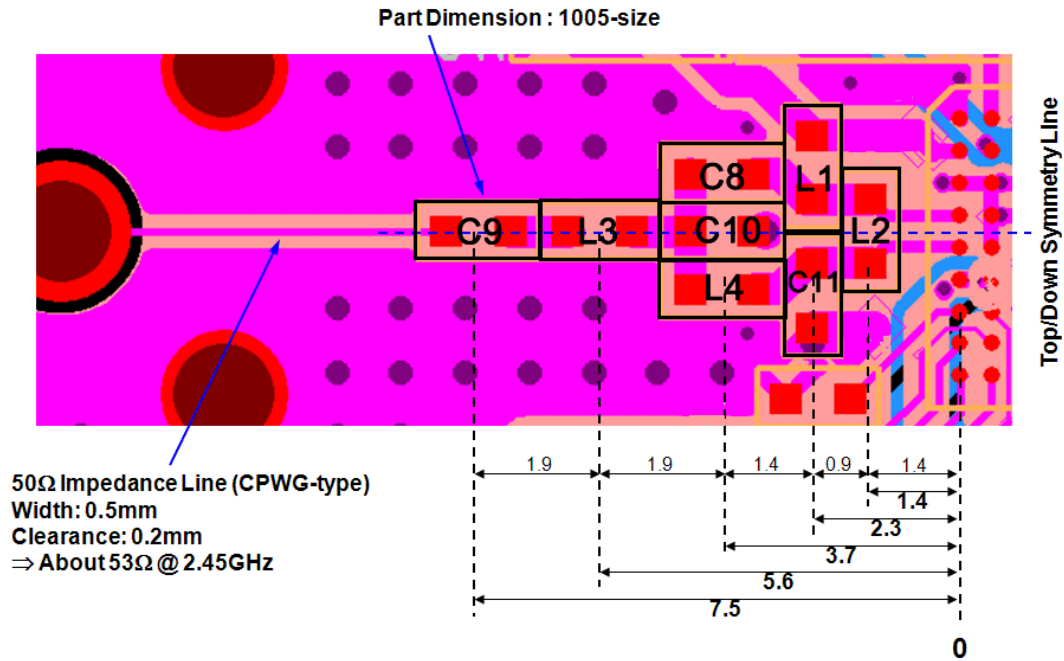 Part Dimension : 1005-size
Top/Down Symmetry Line
C8
L1
C9
L3
C10
L2
L4
C11
50Ω Impedance Line (CPWG-type)
Width: 0.5mm
Clearance: 0.2mm
⇒ About 53Ω @ 2.45GHz
1.9
1.9
1.4
0.9
1.4
1.4
2.3
3.7
5.6
7.5
0